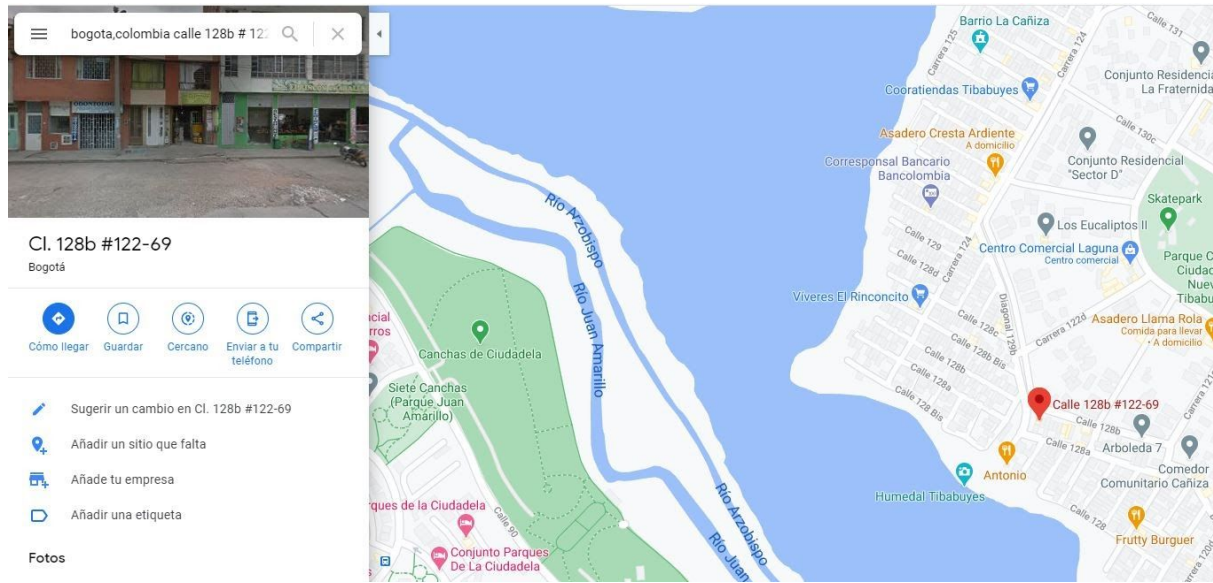 bogota,colombia calle 128b # 122
Cl. 128b #122-69
Bogotá
Cómo llegar
Guardar
Cercano
Enviar a tu
teléfono
Compartir
Sugerir un cambio en Cl. 128b #122-69
Añadir un sitio que falta
Añade tu empresa
Añadir una etiqueta
Fotos
Barrio La Cañiza
Carrera 125
Carrera 124
Calle 131
Cooratiendas Tibabuyes
Conjunto Residencia
La Fraternida
Asadero Cresta Ardiente
A domicilio
Calle 130c
Corresponsal Bancario
Bancolombia
Conjunto Residencial
"Sector D"
Skatepark
Río Arzobispo
Los Eucaliptos II
Calle 129
Calle 128d
Carrera 124
Centro Comercial Laguna
Centro comercial
Parque C
Ciudad
Nuev
Tibabu
Viveres El Rinconcito
Río Juan Amarillo
Diagonal 129b
Calle 128c
Asadero Llama Rola
Comida para llevar
• A domicilio
Carrera 122d
Canchas de Ciudadela
Calle 128b Bis
Calle 128b
Calle 128a
Calle 128 Bis
Siete Canchas
(Parque Juan
Amarillo)
Calle 128b #122-69
Calle 128b
Calle 128a
Arboleda 7
Antonio
Comedor
Comunitario Cañiza
Humedal Tibabuyes
Calle 128
Frutty Burguer
Carrera 120d
rques de la Ciudadela
Calle 90
Conjunto Parques
De La Ciudadela
Río Arzobispo
Río Juan